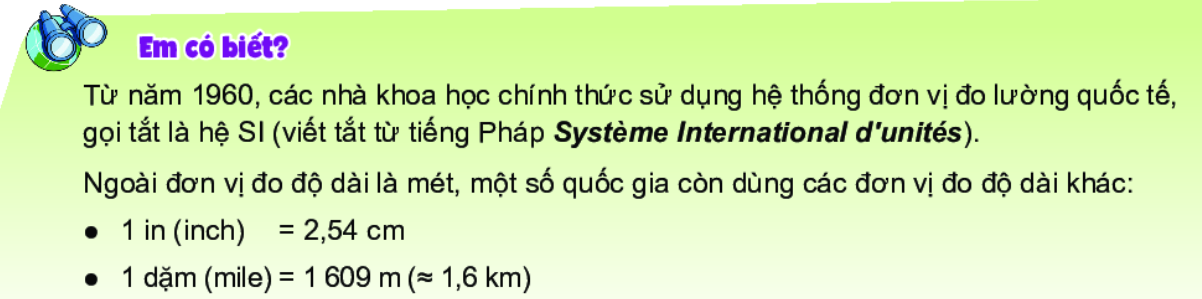 Em có biết?
Từ năm 1960, các nhà khoa học chính thức sử dụng hệ thống đơn vị đo lường quốc tế,
gọi tắt là hệ SI (viết tắt từ tiếng Pháp Système International d'unités).
Ngoài đơn vị đo độ dài là mét, một số quốc gia còn dùng các đơn vị đo độ dài khác:
● 1 in (inch) = 2,54 cm
● 1 dặm (mile) = 1 609 m (≈ 1,6 km)